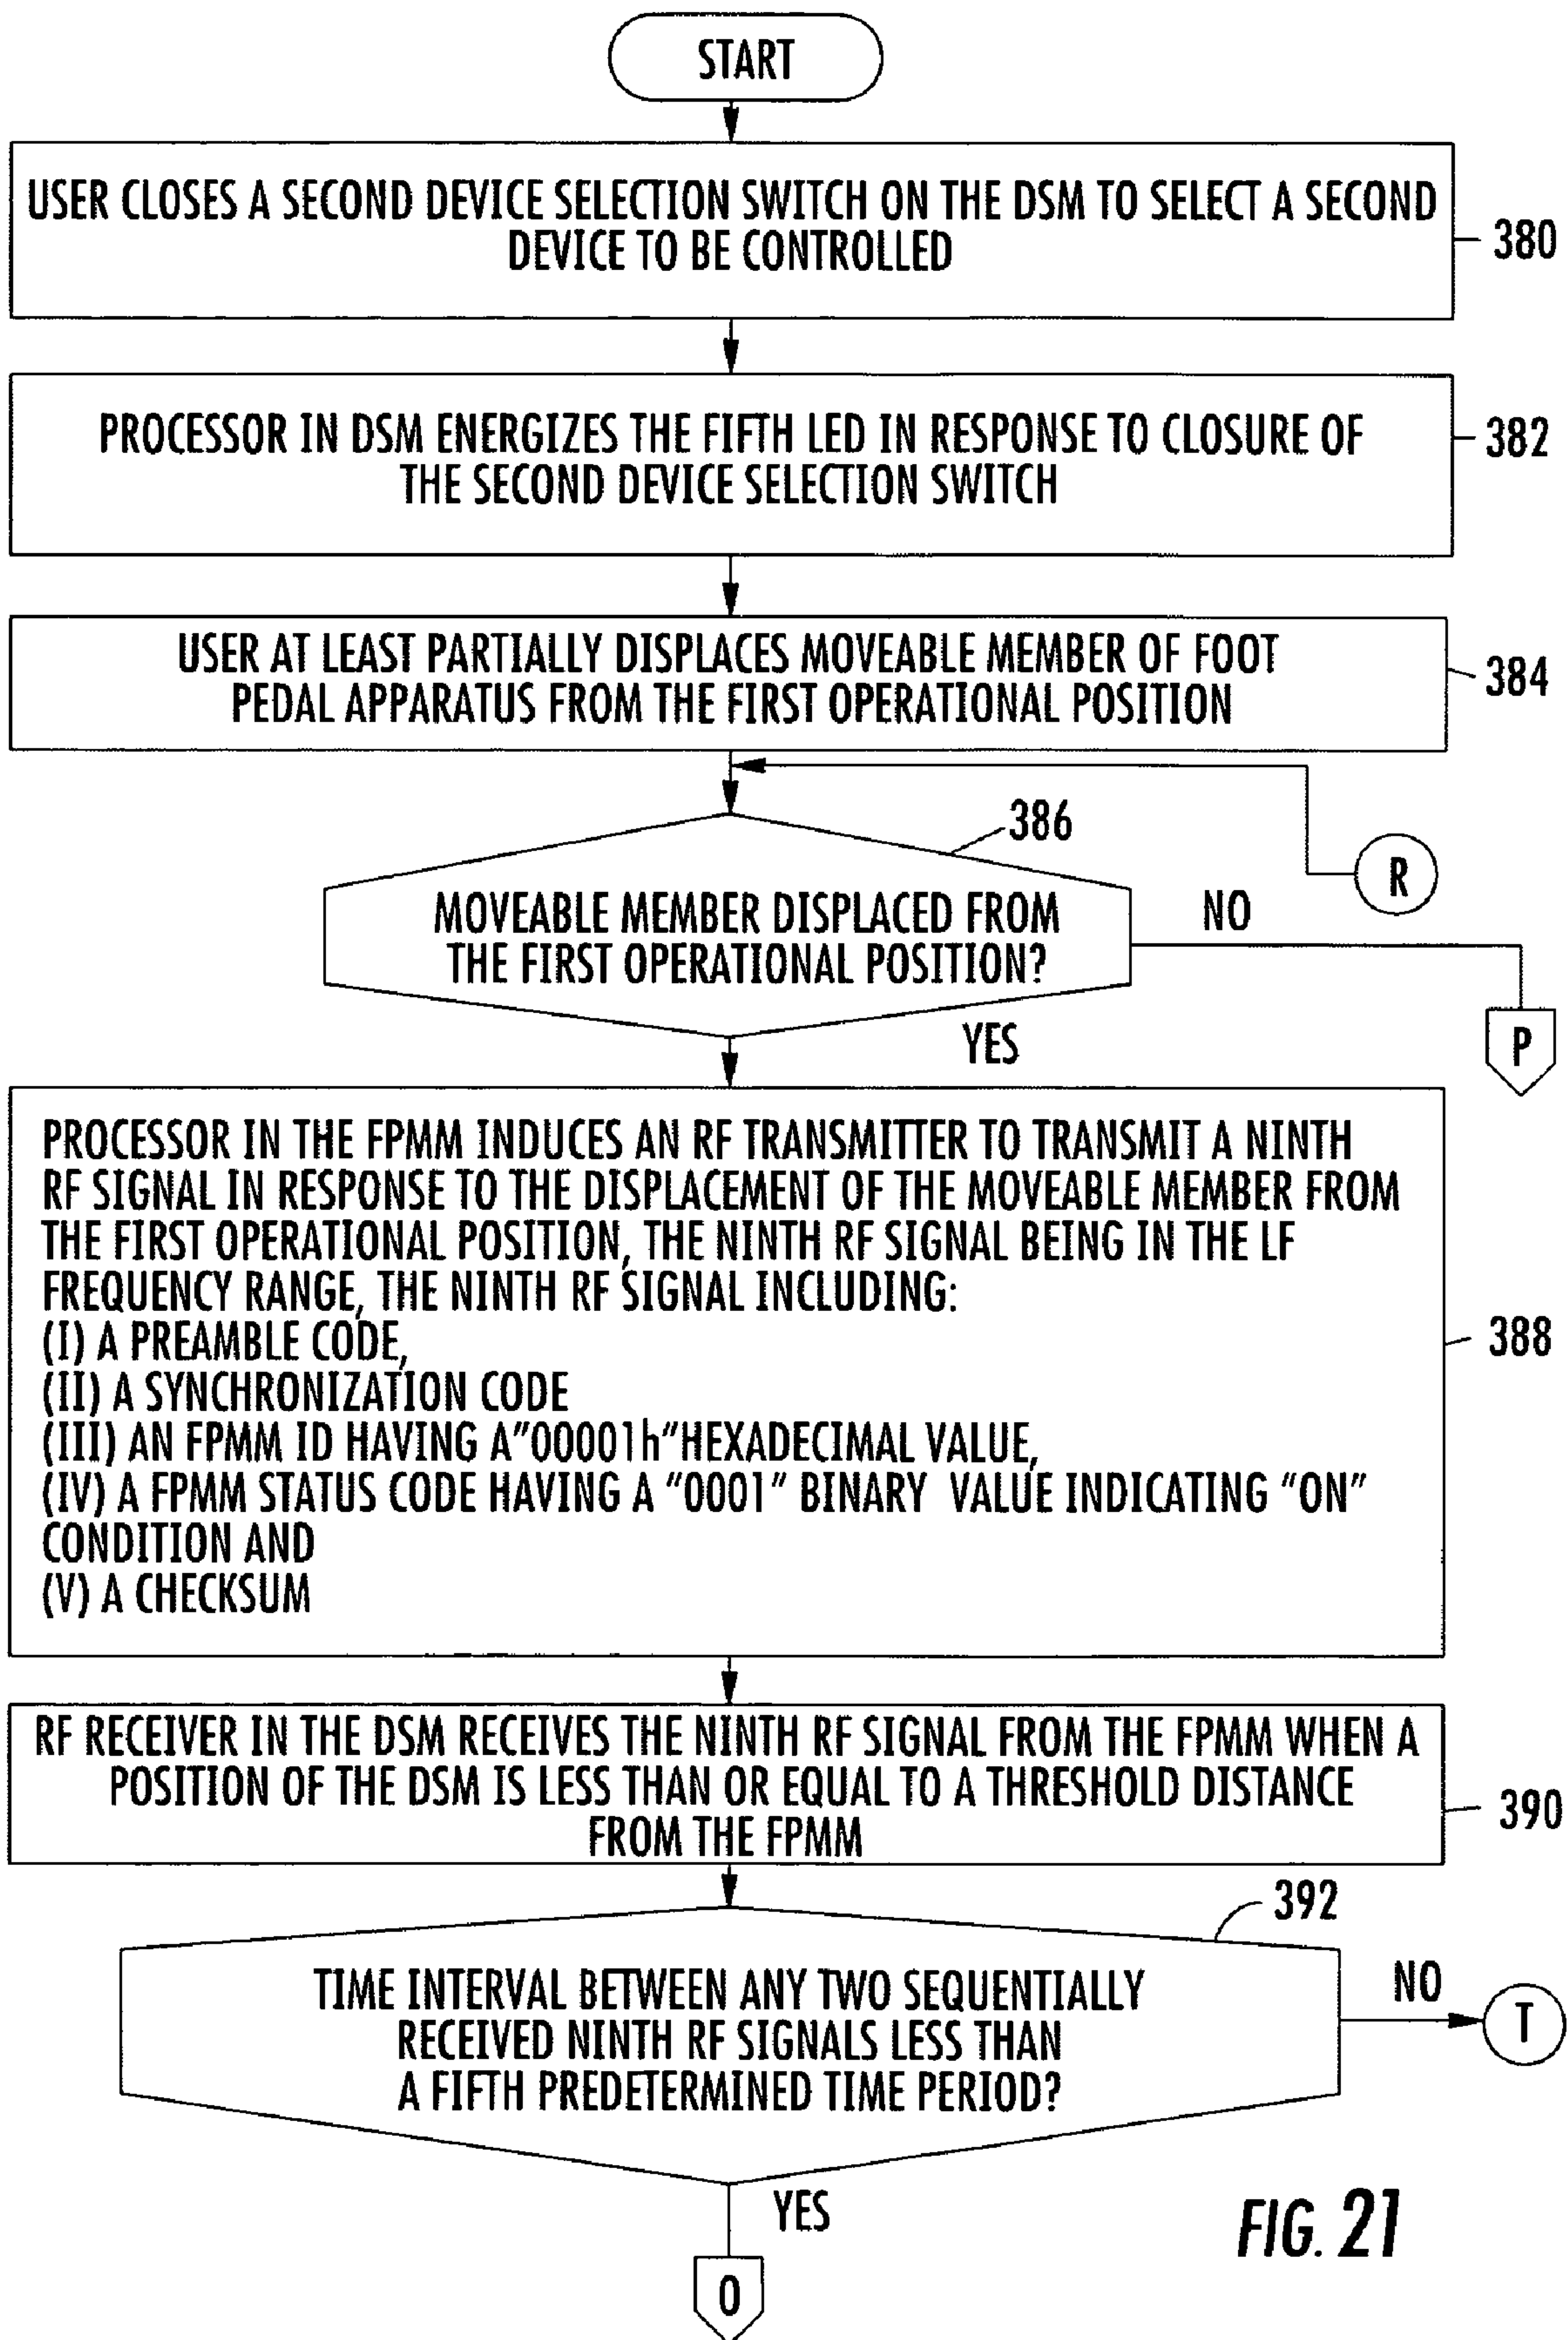 START
USER CLOSES A SECOND DEVICE SELECTION SWITCH ON THE DSM TO SELECT A SECOND
DEVICE TO BE CONTROLLED
380
PROCESSOR IN DSM ENERGIZES THE FIFTH LED IN RESPONSE TO CLOSURE OF
THE SECOND DEVICE SELECTION SWITCH
382
USER AT LEAST PARTIALLY DISPLACES MOVEABLE MEMBER OF FOOT
PEDAL APPARATUS FROM THE FIRST OPERATIONAL POSITION
384
386
R
MOVEABLE MEMBER DISPLACED FROM
THE FIRST OPERATIONAL POSITION?
NO
P
YES
PROCESSOR IN THE FPMM INDUCES AN RF TRANSMITTER TO TRANSMIT A NINTH
RF SIGNAL IN RESPONSE TO THE DISPLACEMENT OF THE MOVEABLE MEMBER FROM
THE FIRST OPERATIONAL POSITION, THE NINTH RF SIGNAL BEING IN THE LF
FREQUENCY RANGE, THE NINTH RF SIGNAL INCLUDING:
(I) A PREAMBLE CODE,
(II) A SYNCHRONIZATION CODE
(III) AN FPMM ID HAVING A"00001h"HEXADECIMAL VALUE,
(IV) A FPMM STATUS CODE HAVING A "0001" BINARY VALUE INDICATING "ON"
CONDITION AND
(V) A CHECKSUM
388
RF RECEIVER IN THE DSM RECEIVES THE NINTH RF SIGNAL FROM THE FPMM WHEN A
POSITION OF THE DSM IS LESS THAN OR EQUAL TO A THRESHOLD DISTANCE
FROM THE FPMM
390
392
TIME INTERVAL BETWEEN ANY TWO SEQUENTIALLY
RECEIVED NINTH RF SIGNALS LESS THAN
A FIFTH PREDETERMINED TIME PERIOD?
NO
T
YES
O
FIG. 21